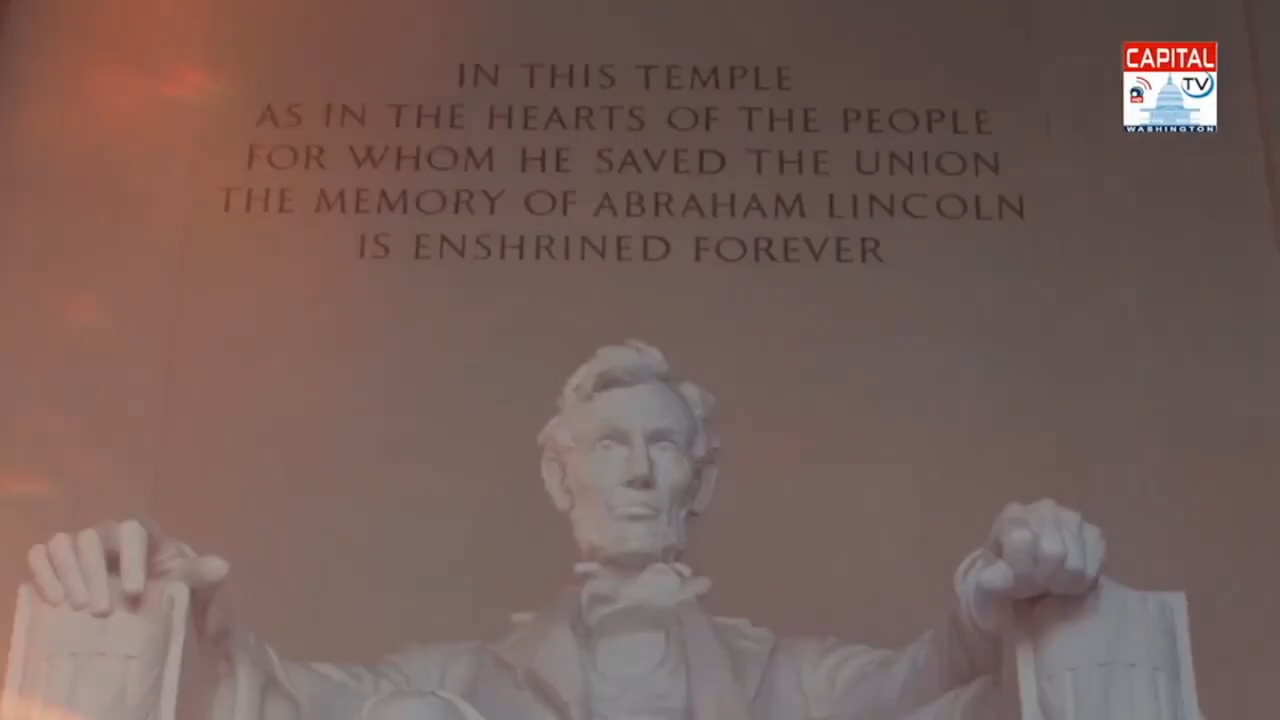 IN THIS TEMPLE
AS IN THE HEARTS OF THE PEOPLE
FOR WHOM HE SAVED THE UNION
THE MEMORY OF ABRAHAM LINCOLN
IS ENSHRINED FOREVER
CAPITAL
TV
HD
WASHINGTON